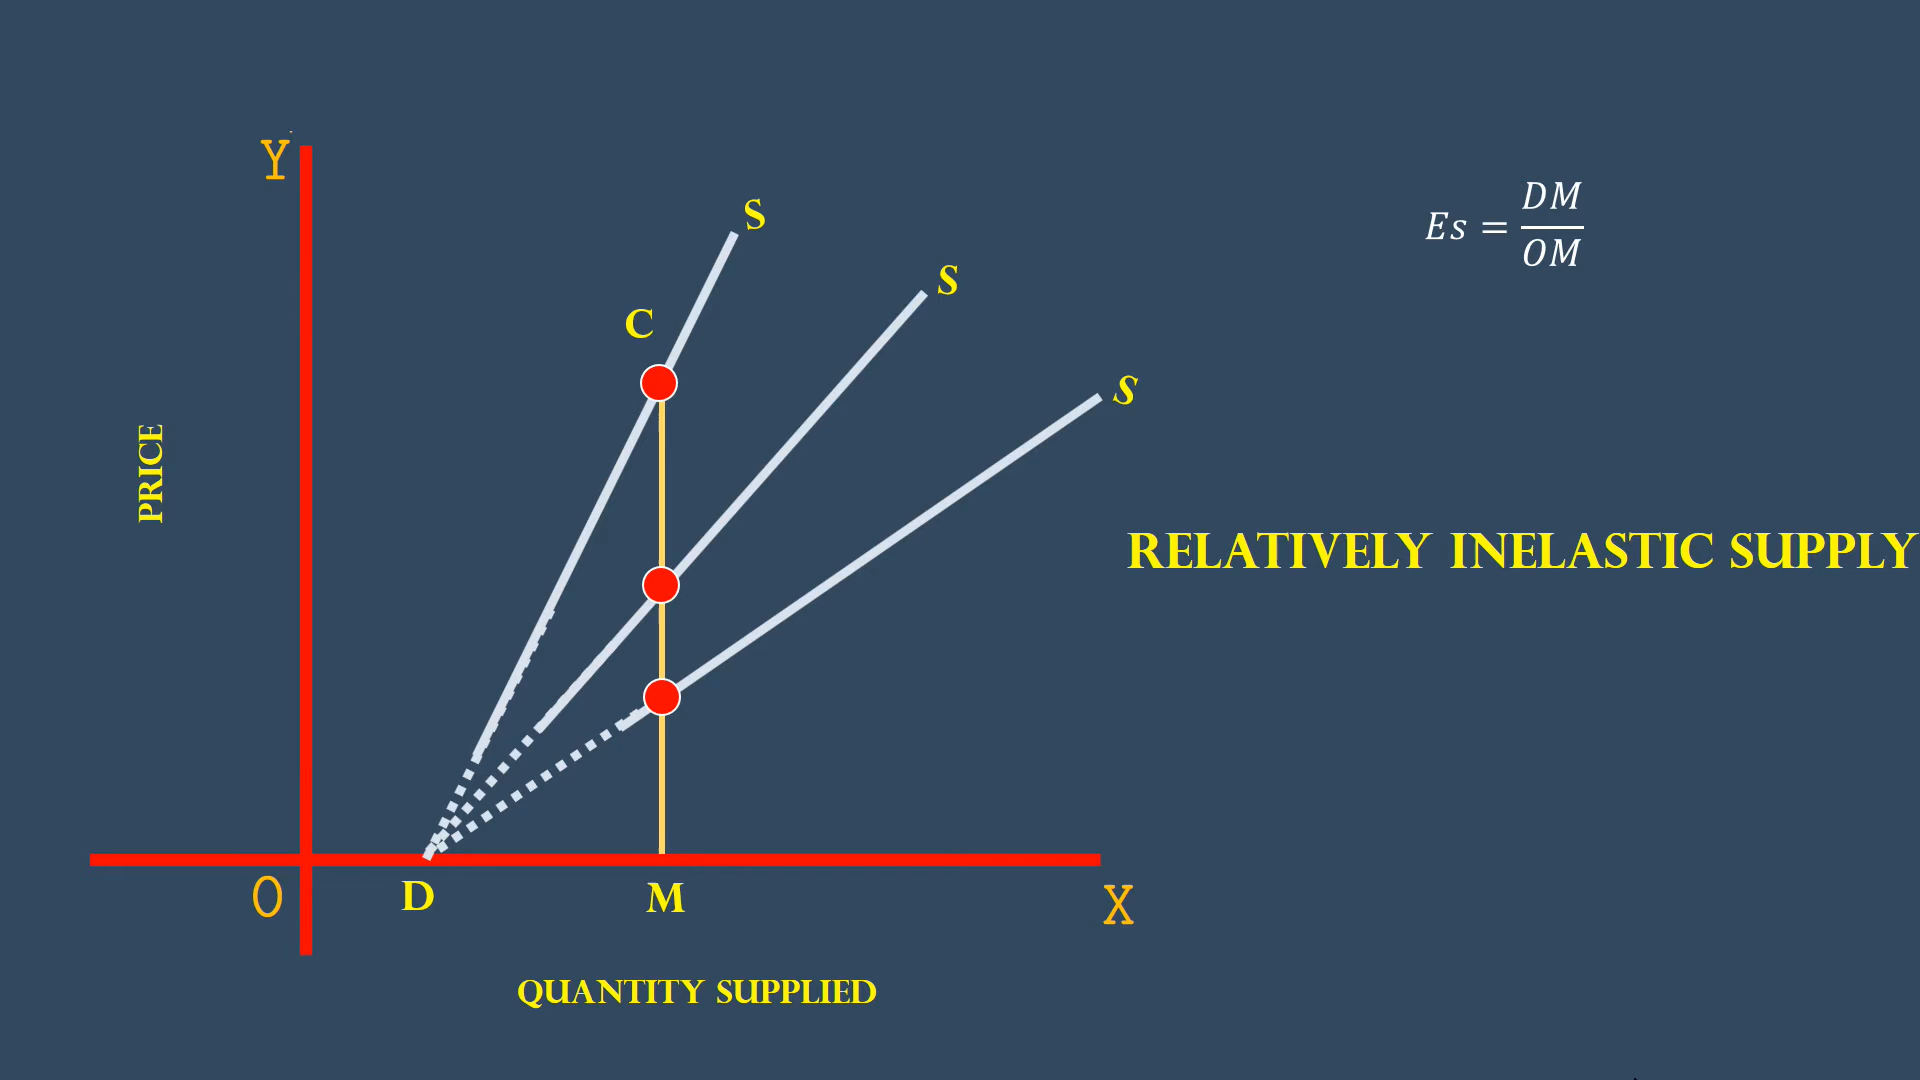 Y
S
C
S
S
Es = DM/OM
PRICE
RELATIVELY INELASTIC SUPPLY
O
D
M
X
QUANTITY SUPPLIED